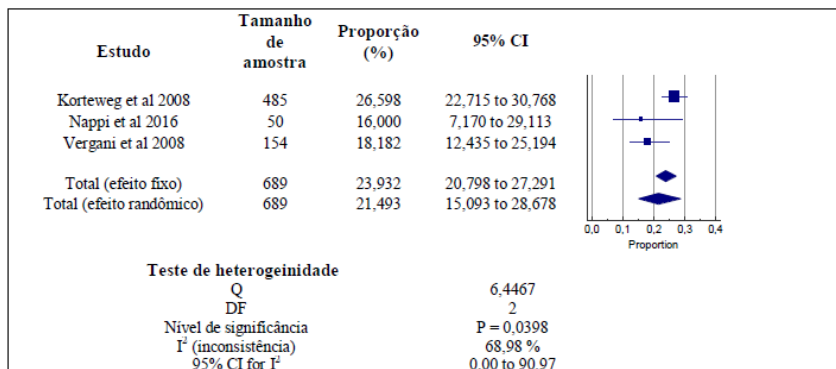 Estudo Tamanho de amostra Proporção (%) 95% CI
Korteweg et al 2008 485 26,598 22,715 to 30,768
Nappi et al 2016 50 16,000 7,170 to 29,113
Vergani et al 2008 154 18,182 12,435 to 25,194
Total (efeito fixo) 689 23,932 20,798 to 27,291
Total (efeito randômico) 689 21,493 15,093 to 28,678
0,0 0,1 0,2 0,3 0,4
Proportion
Teste de heterogeinidade
Q 6,4467
DF 2
Nível de significância P = 0,0398
I² (inconsistência) 68,98 %
95% CI for I² 0,00 to 90,97